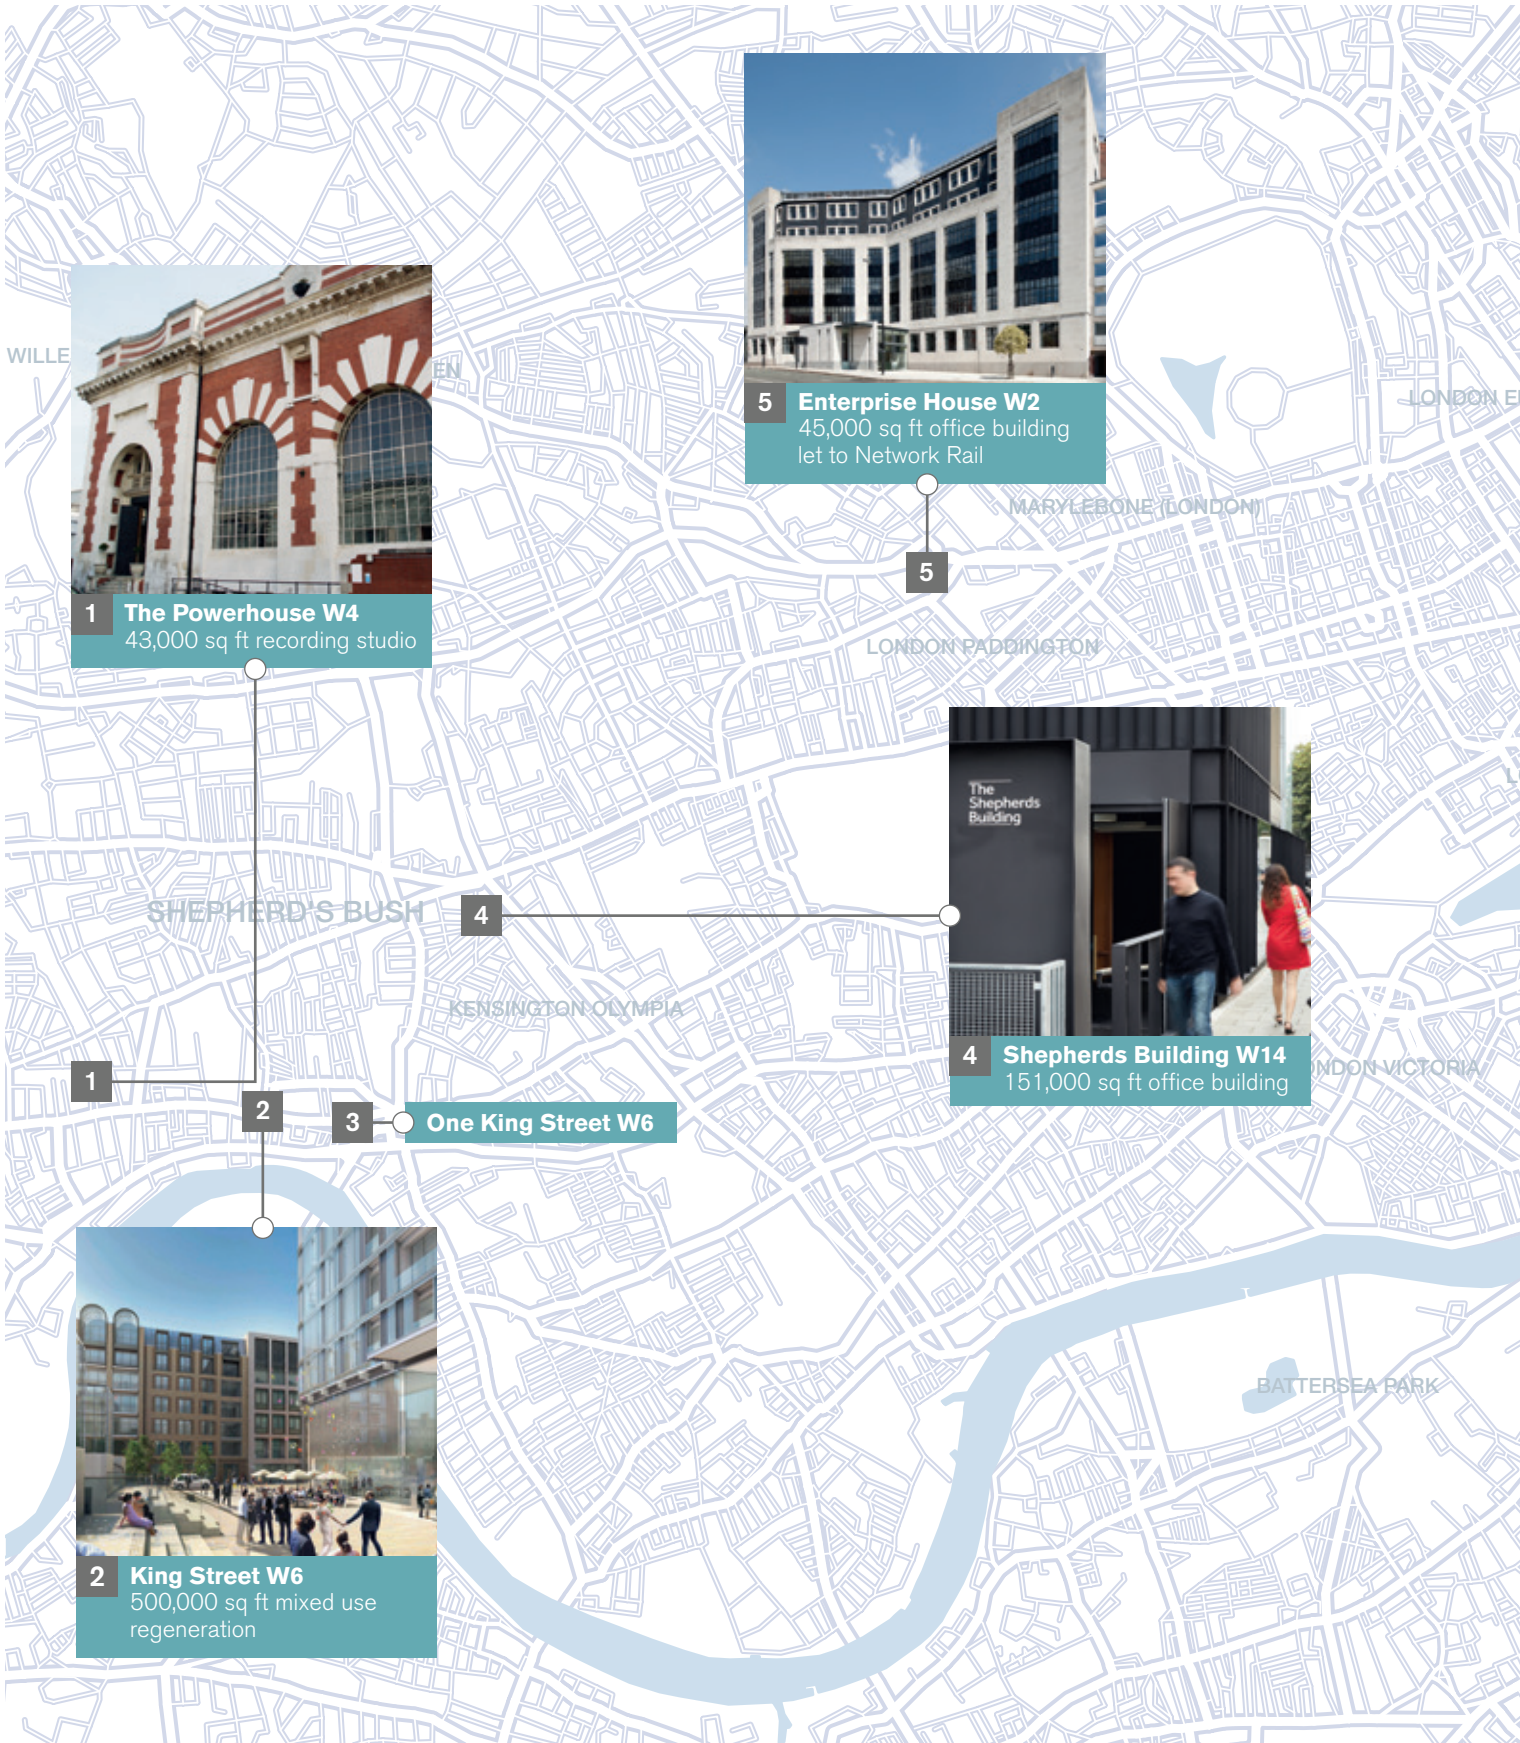 5
Enterprise House W2
45,000 sq ft office building
let to Network Rail
WILLE
EN
LONDON E
MARYLEBONE (LONDON)
5
1
The Powerhouse W4
43,000 sq ft recording studio
LONDON PADDINGTON
The
Shepherds
Building
SHEPHERD'S BUSH
4
KENSINGTON OLYMPIA
4
Shepherds Building W14
151,000 sq ft office building
ONDON VICTORIA
1
2
3
One King Street W6
BATTERSEA PARK
2
King Street W6
500,000 sq ft mixed use
regeneration